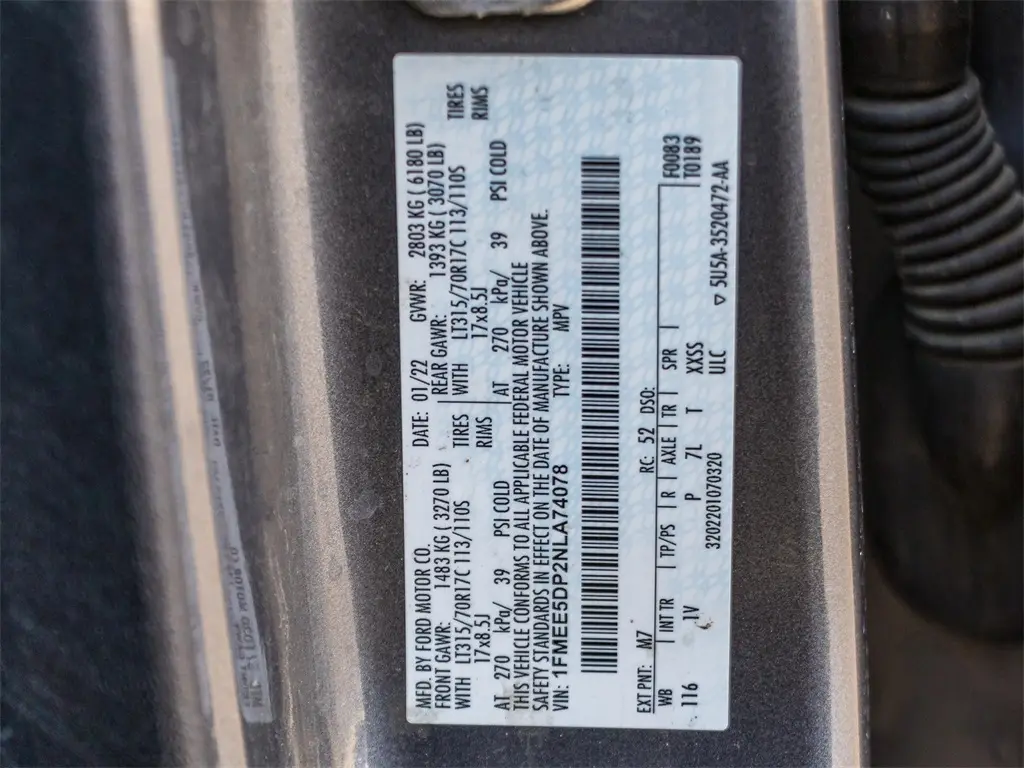 MFD. BY FORD MOTOR CO. DATE: 01/22 GVWR: 2803 KG ( 6180 LB)
FRONT GAWR: 1483 KG ( 3270 LB) REAR GAWR: 1393 KG ( 3070 LB)
WITH LT315/70R17C 113/110S TIRES WITH LT315/70R17C 113/110S TIRES
17x8.5J RIMS 17x8.5J RIMS
AT 270 kPa/ 39 PSI COLD AT 270 kPa/ 39 PSI COLD
THIS VEHICLE CONFORMS TO ALL APPLICABLE FEDERAL MOTOR VEHICLE
SAFETY STANDARDS IN EFFECT ON THE DATE OF MANUFACTURE SHOWN ABOVE.
VIN: 1FMEE5DP2NLA74078 TYPE: MPV
EXT PNT: M7 RC: 52 DSO:
WB INT TR TP/PS R AXLE TR SPR F0083
116 JV P 7L T XXSS T0189
320221070320 ULC
▽ 5U5A-3520472-AA